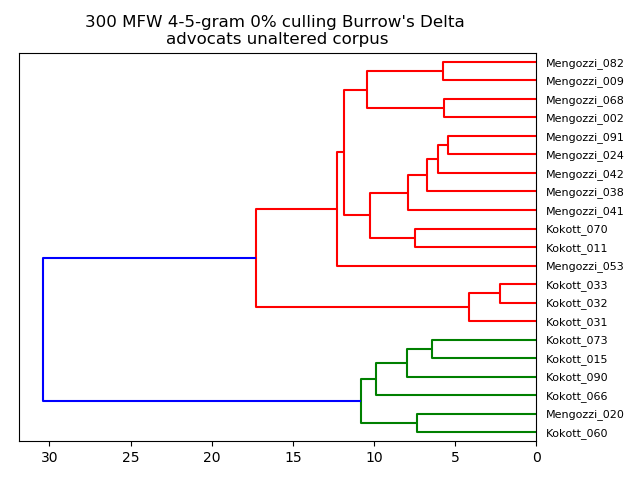 300 MFW 4-5-gram 0% culling Burrow's Delta
advocats unaltered corpus
Mengozzi_082
Mengozzi_009
Mengozzi_068
Mengozzi_002
Mengozzi_091
Mengozzi_024
Mengozzi_042
Mengozzi_038
Mengozzi_041
Kokott_070
Kokott_011
Mengozzi_053
Kokott_033
Kokott_032
Kokott_031
Kokott_073
Kokott_015
Kokott_090
Kokott_066
Mengozzi_020
Kokott_060
30 25 20 15 10 5 0